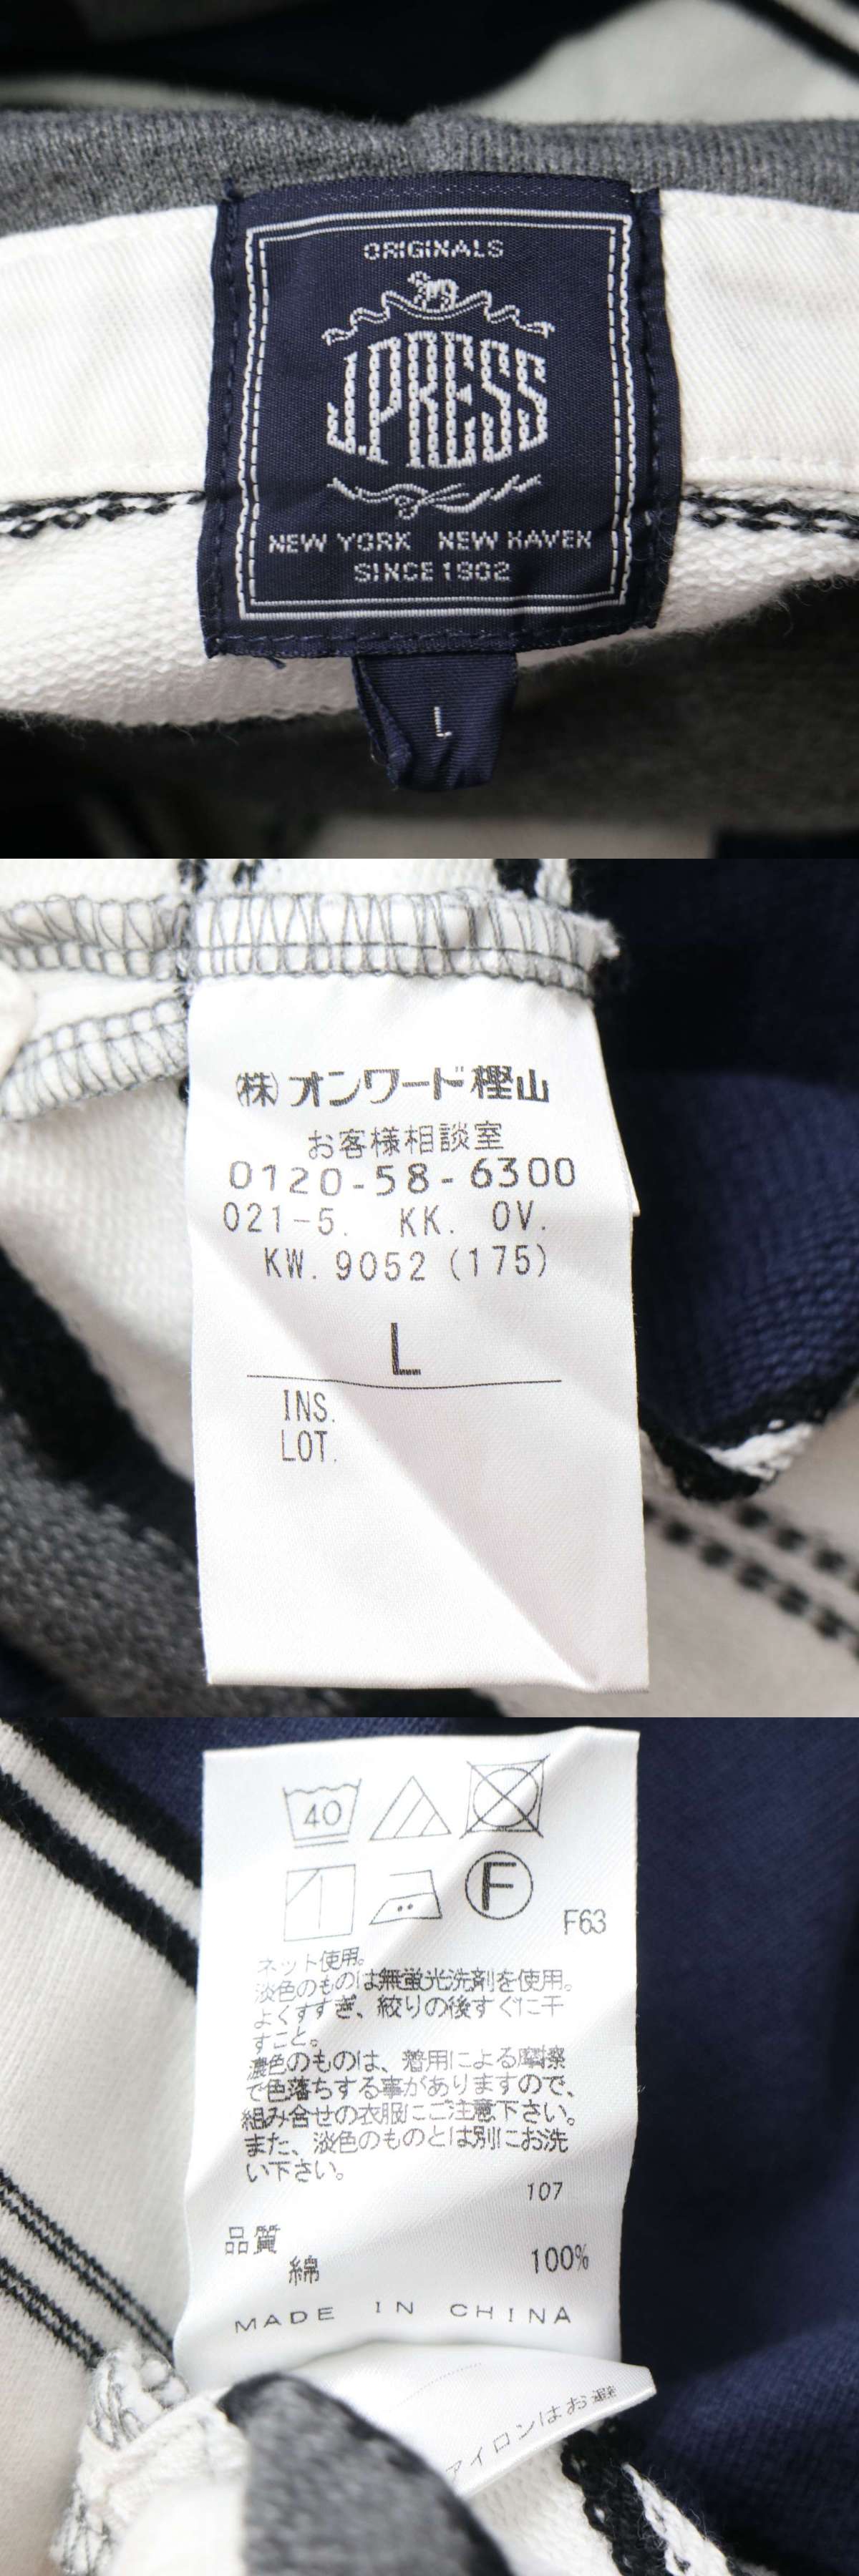 ORIGINALS
J.PRESS
NEW YORK NEW HAVEN
SINCE 1902
L
(株)オンワード樫山
お客様相談室
0120-58-6300
021-5. KK. OV.
KW. 9052 (175)
L
INS.
LOT.
40
F
F63
ネット使用。
淡色のものは無蛍光洗剤を使用。
よくすすぎ、絞りの後すぐに干
すこと。
濃色のものは、着用による摩擦
で色落ちする事がありますので、
組み合せの衣服にご注意下さい。
また、淡色のものとは別にお洗
い下さい。
107
品質
綿 100%
MADE IN CHINA
アイロンはお避